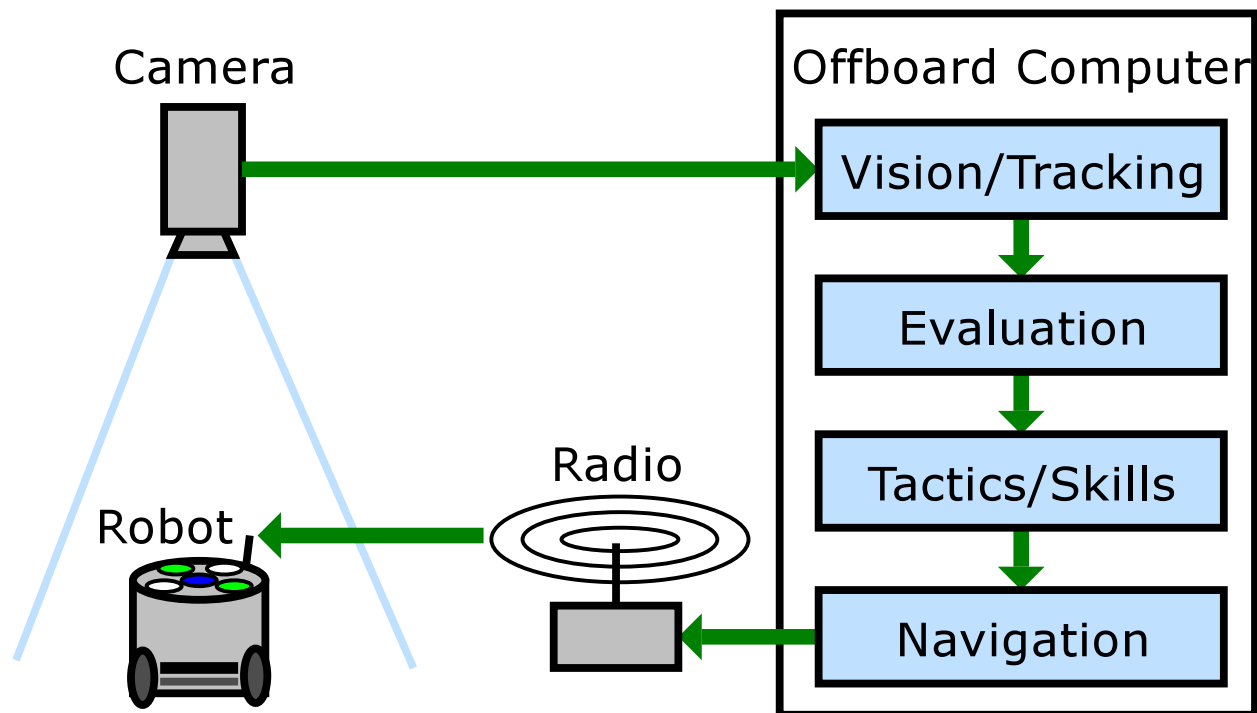 Camera
Offboard Computer
Vision/Tracking
Evaluation
Tactics/Skills
Navigation
Radio
Robot